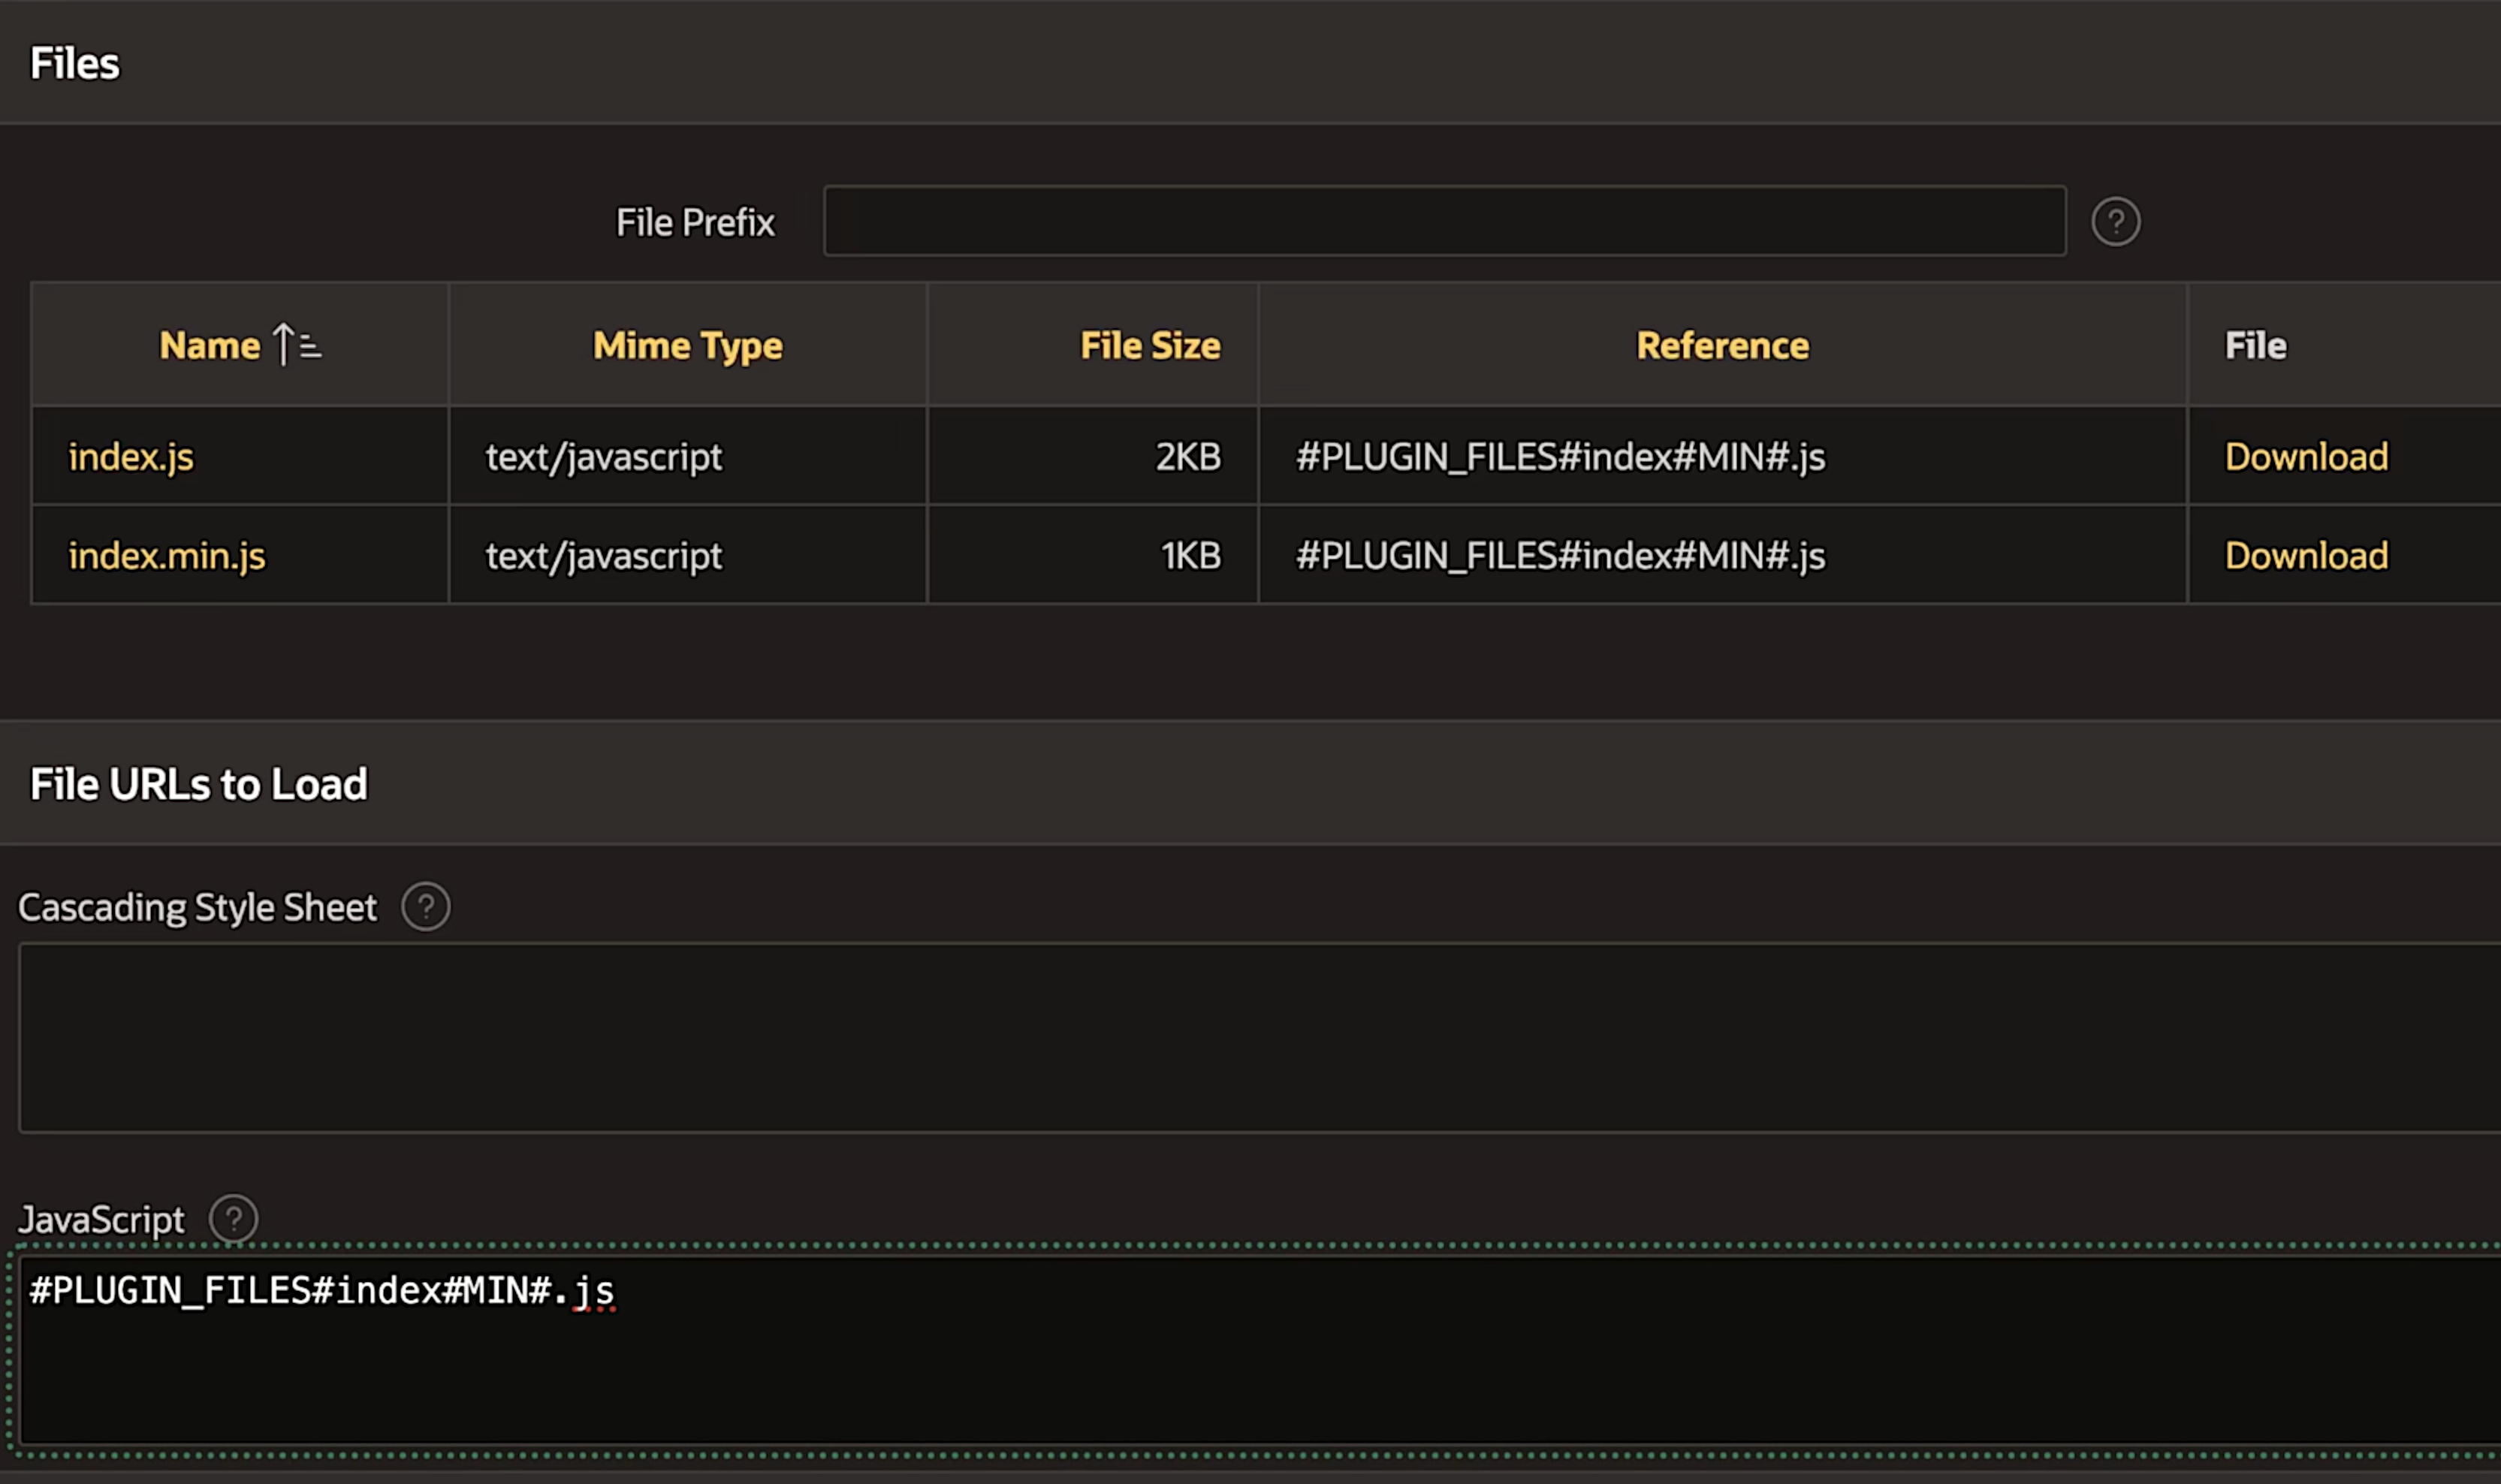 Files
File Prefix ?
Name Mime Type File Size Reference File
index.js text/javascript 2KB #PLUGIN_FILES#index#MIN#.js Download
index.min.js text/javascript 1KB #PLUGIN_FILES#index#MIN#.js Download
File URLs to Load
Cascading Style Sheet ?
JavaScript ?
#PLUGIN_FILES#index#MIN#.js